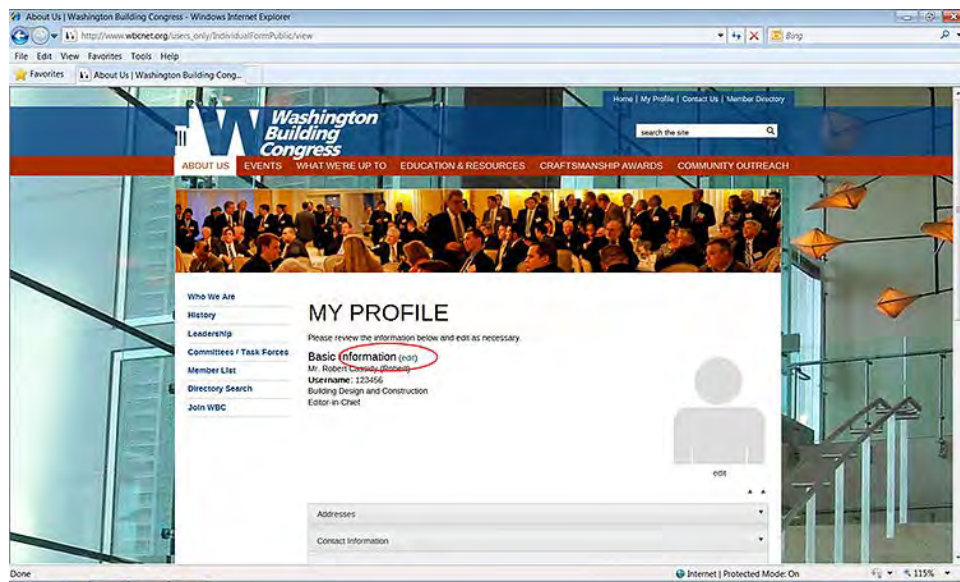 About Us | Washington Building Congress - Windows Internet Explorer
http://www.wbcnet.org/users_only/IndividualFormPublic/view
Bing
File Edit View Favorites Tools Help
Favorites
About Us | Washington Building Cong...
Home | My Profile | Contact Us | Member Directory
Washington
Building
Congress
search the site
ABOUT US EVENTS WHAT WE'RE UP TO EDUCATION & RESOURCES CRAFTSMANSHIP AWARDS COMMUNITY OUTREACH
Who We Are
History
Leadership
Committees / Task Forces
Member List
Directory Search
Join WBC
MY PROFILE
Please review the information below and edit as necessary.
Basic Information (edit)
Mr. Robert Cassidy (Robert)
Username: 123456
Building Design and Construction
Editor-in-Chief
edit
Addresses
Contact Information
Done
Internet | Protected Mode: On
115%